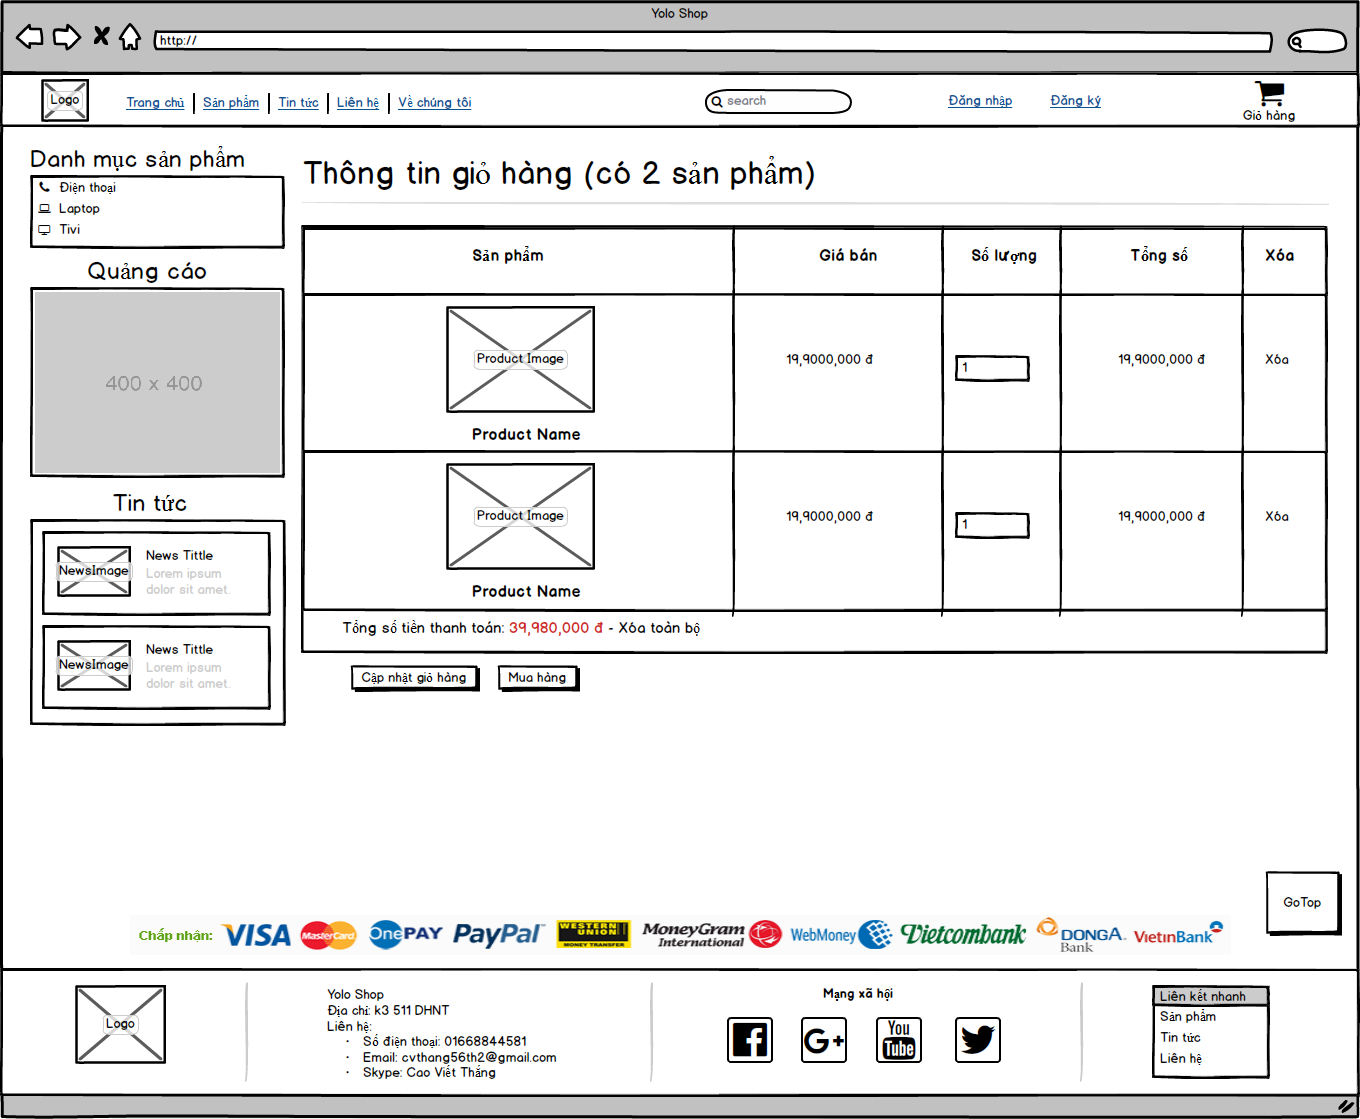 Yolo Shop
http://
Logo
Trang chủ
Sản phẩm
Tin tức
Liên hệ
Về chúng tôi
search
Đăng nhập
Đăng ký
Giỏ hàng
Danh mục sản phẩm
Điện thoại
Laptop
Tivi
Quảng cáo
400 x 400
Tin tức
NewsImage
News Tittle
Lorem ipsum
dolor sit amet.
NewsImage
News Tittle
Lorem ipsum
dolor sit amet.
Thông tin giỏ hàng (có 2 sản phẩm)
Sản phẩm Giá bán Số lượng Tổng số Xóa
Product Image
19,9000,000 đ 1 19,9000,000 đ Xóa
Product Name
Product Image
19,9000,000 đ 1 19,9000,000 đ Xóa
Product Name
Tổng số tiền thanh toán: 39,980,000 đ - Xóa toàn bộ
Cập nhật giỏ hàng
Mua hàng
GoTop
Chấp nhận:
VISA
MasterCard
OnePAY
PayPal
WESTERN UNION
MONEY TRANSFER
MoneyGram
International
WebMoney
Vietcombank
DONGA
Bank
VietinBank
Logo
Yolo Shop
Địa chỉ: k3 511 DHNT
Liên hệ:
· Số điện thoại: 01668844581
· Email: cvthang56th2@gmail.com
· Skype: Cao Viết Thắng
Mạng xã hội
G+
You
Tube
Liên kết nhanh
Sản phẩm
Tin tức
Liên hệ